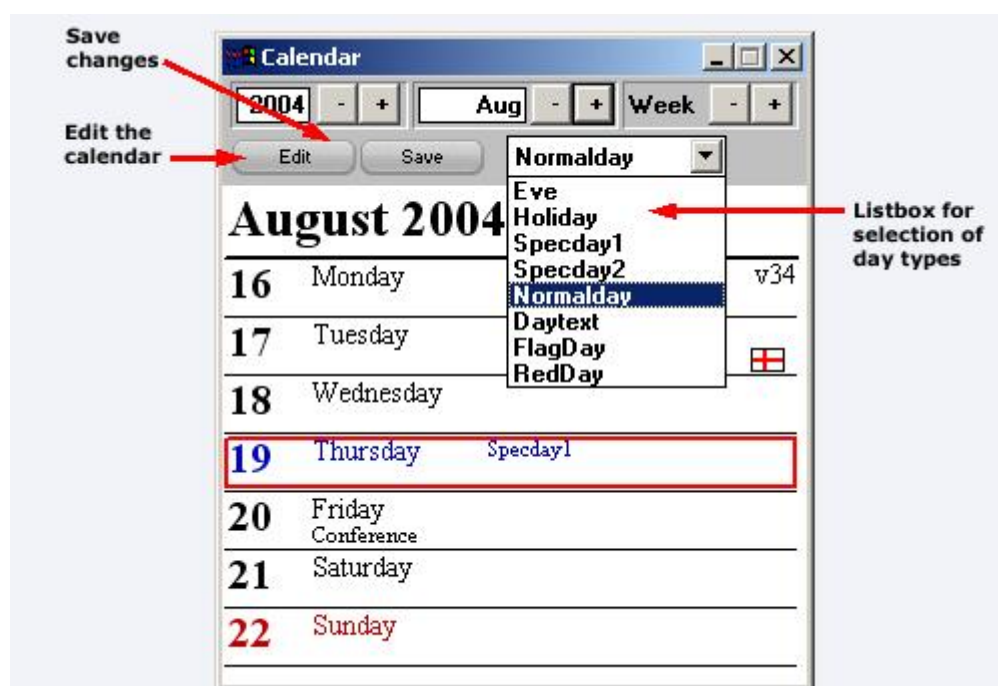 Save
changes
Calendar
2004 - + Aug - + Week - +
Edit the
calendar
Edit Save Normalday
Eve
Holiday
Specday1
Specday2
Normalday
Daytext
FlagDay
RedDay
Listbox for
selection of
day types
August 2004
16 Monday v34
17 Tuesday
18 Wednesday
19 Thursday Specday1
20 Friday
Conference
21 Saturday
22 Sunday